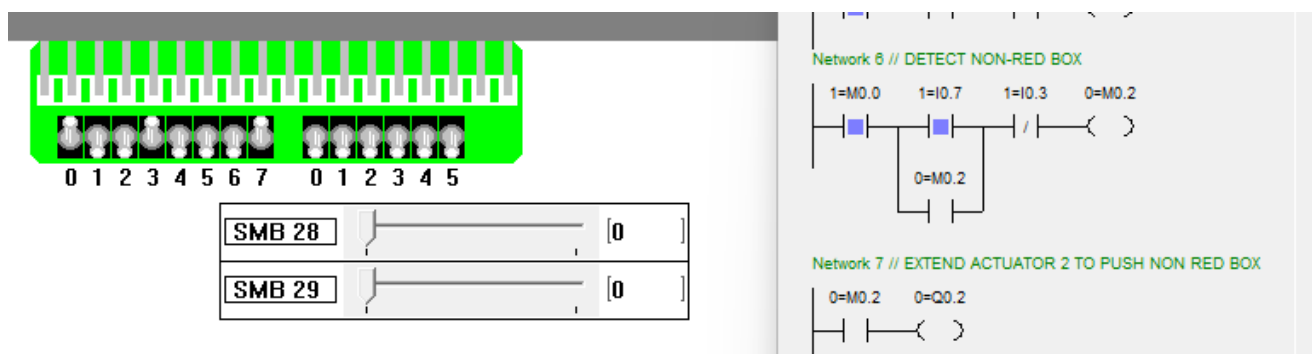 0 1 2 3 4 5 6 7 0 1 2 3 4 5
SMB 28 [0 ]
SMB 29 [0 ]
Network 6 // DETECT NON-RED BOX
1=M0.0 1=I0.7 1=I0.3 0=M0.2
/
0=M0.2
Network 7 // EXTEND ACTUATOR 2 TO PUSH NON RED BOX
0=M0.2 0=Q0.2